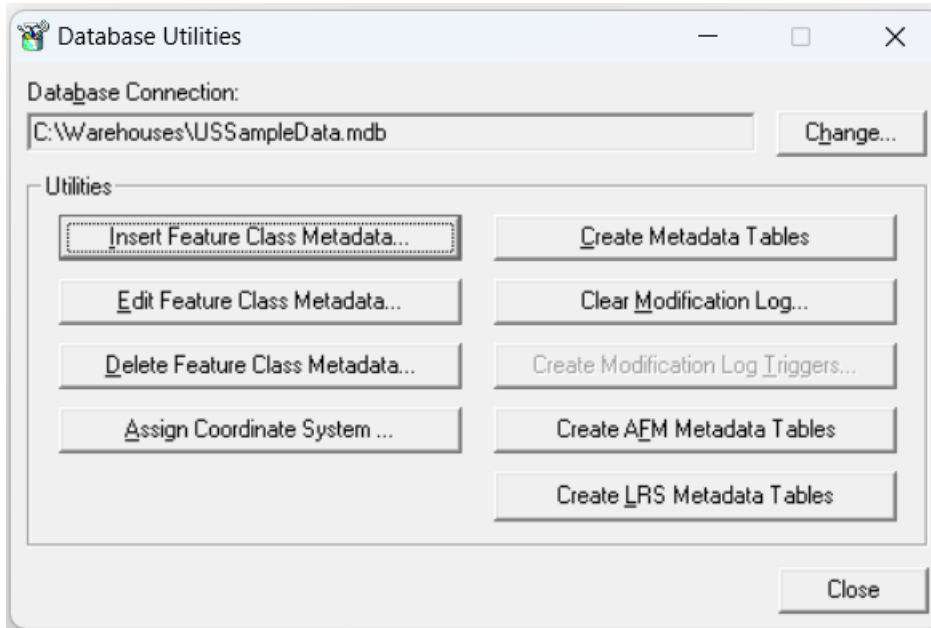 Database Utilities
Database Connection:
C:\Warehouses\USSampleData.mdb
Change...
Utilities
Insert Feature Class Metadata...
Create Metadata Tables
Edit Feature Class Metadata...
Clear Modification Log...
Delete Feature Class Metadata...
Create Modification Log Triggers...
Assign Coordinate System ...
Create AFM Metadata Tables
Create LRS Metadata Tables
Close